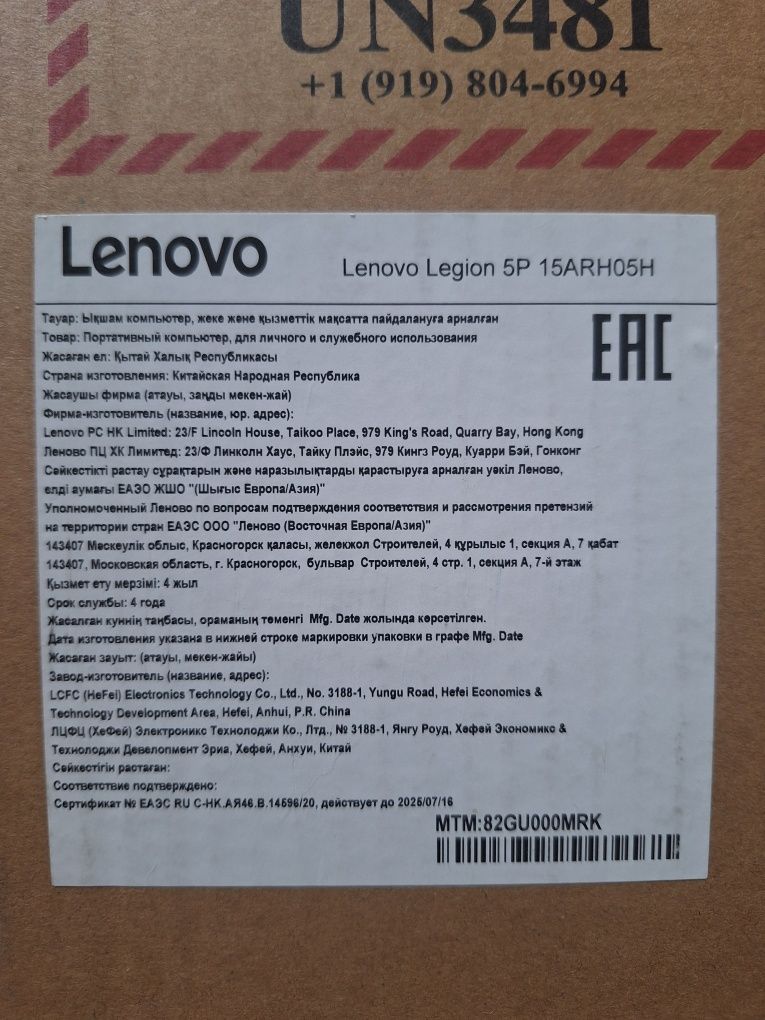 UN3481
+1 (919) 804-6994
Lenovo
Lenovo Legion 5P 15ARH05H
EAC
Тауар: Ықшам компьютер, жеке және қызметтік мақсатта пайдалануға арналған
Товар: Портативный компьютер, для личного и служебного использования
Жасаған ел: Қытай Халық Республикасы
Страна изготовления: Китайская Народная Республика
Жасаушы фирма (атауы, заңды мекен-жай)
Фирма-изготовитель (название, юр. адрес):
Lenovo PC HK Limited: 23/F Lincoln House, Taikoo Place, 979 King's Road, Quarry Bay, Hong Kong
Леново ПЦ ХК Лимитед: 23/Ф Линколн Хаус, Тайку Плэйс, 979 Кингз Роуд, Куарри Бэй, Гонконг
Сәйкестікті растау сұрақтарын және наразылықтарды қарастыруға арналған уәкіл Леново,
елді аумағы ЕАЭО ЖШО "(Шығыс Европа/Азия)"
Уполномоченный Леново по вопросам подтверждения соответствия и рассмотрения претензий
на территории стран ЕАЭС ООО "Леново (Восточная Европа/Азия)"
143407 Мәскеулік облыс, Красногорск қаласы, желекжол Строителей, 4 құрылыс 1, секция А, 7 қабат
143407, Московская область, г. Красногорск, бульвар Строителей, 4 стр. 1, секция А, 7-й этаж
Қызмет ету мерзімі: 4 жыл
Срок службы: 4 года
Жасалған күннің таңбасы, ораманың төменгі Mfg. Date жолында көрсетілген.
Дата изготовления указана в нижней строке маркировки упаковки в графе Mfg. Date
Жасаған зауыт: (атауы, мекен-жайы)
Завод-изготовитель (название, адрес):
LCFC (HeFei) Electronics Technology Co., Ltd., No. 3188-1, Yungu Road, Hefei Economics &
Technology Development Area, Hefei, Anhui, P.R. China
ЛЦФЦ (ХеФей) Электроникс Технолоджи Ко., Лтд., № 3188-1, Янгу Роуд, Хефей Экономикс &
Технолоджи Девелопмент Эриа, Хефей, Анхуи, Китай
Сәйкестігін растаған:
Соответствие подтверждено:
Сертификат № ЕАЭС RU C-HK.АЯ46.В.14596/20, действует до 2025/07/16
MTM:82GU000MRK